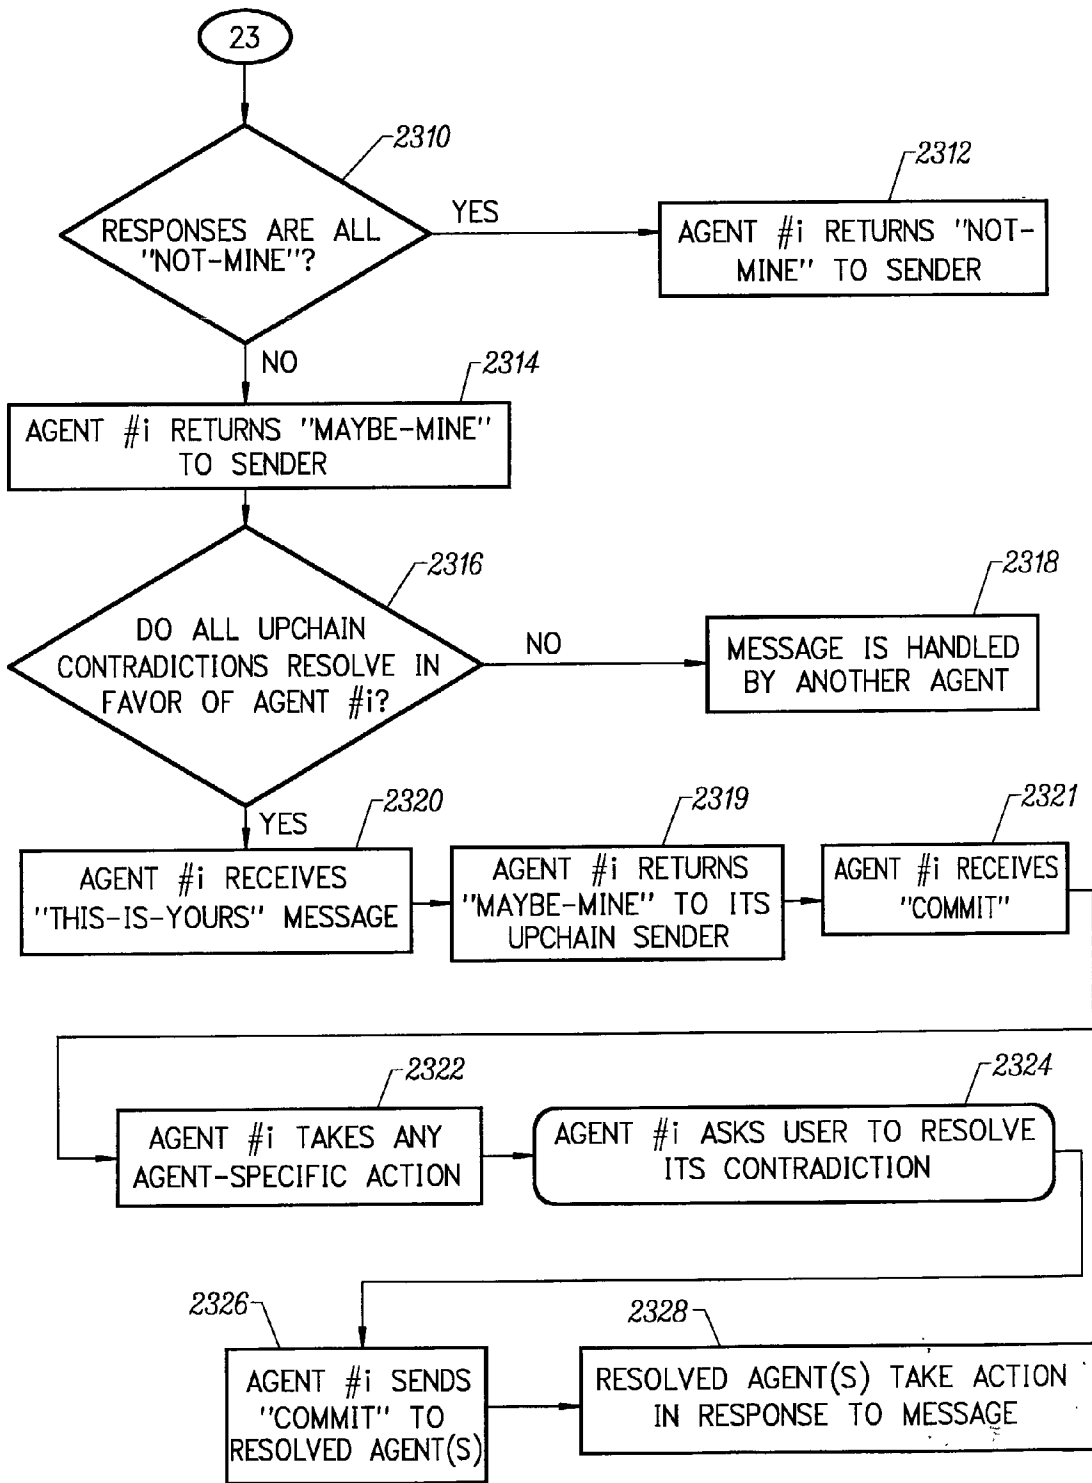 23
2310
RESPONSES ARE ALL
"NOT-MINE"?
YES
2312
AGENT #i RETURNS "NOT-
MINE" TO SENDER
NO
2314
AGENT #i RETURNS "MAYBE-MINE"
TO SENDER
2316
DO ALL UPCHAIN
CONTRADICTIONS RESOLVE IN
FAVOR OF AGENT #i?
NO
2318
MESSAGE IS HANDLED
BY ANOTHER AGENT
YES
2320
AGENT #i RECEIVES
"THIS-IS-YOURS" MESSAGE
2319
AGENT #i RETURNS
"MAYBE-MINE" TO ITS
UPCHAIN SENDER
2321
AGENT #i RECEIVES
"COMMIT"
2322
AGENT #i TAKES ANY
AGENT-SPECIFIC ACTION
2324
AGENT #i ASKS USER TO RESOLVE
ITS CONTRADICTION
2326
AGENT #i SENDS
"COMMIT" TO
RESOLVED AGENT(S)
2328
RESOLVED AGENT(S) TAKE ACTION
IN RESPONSE TO MESSAGE